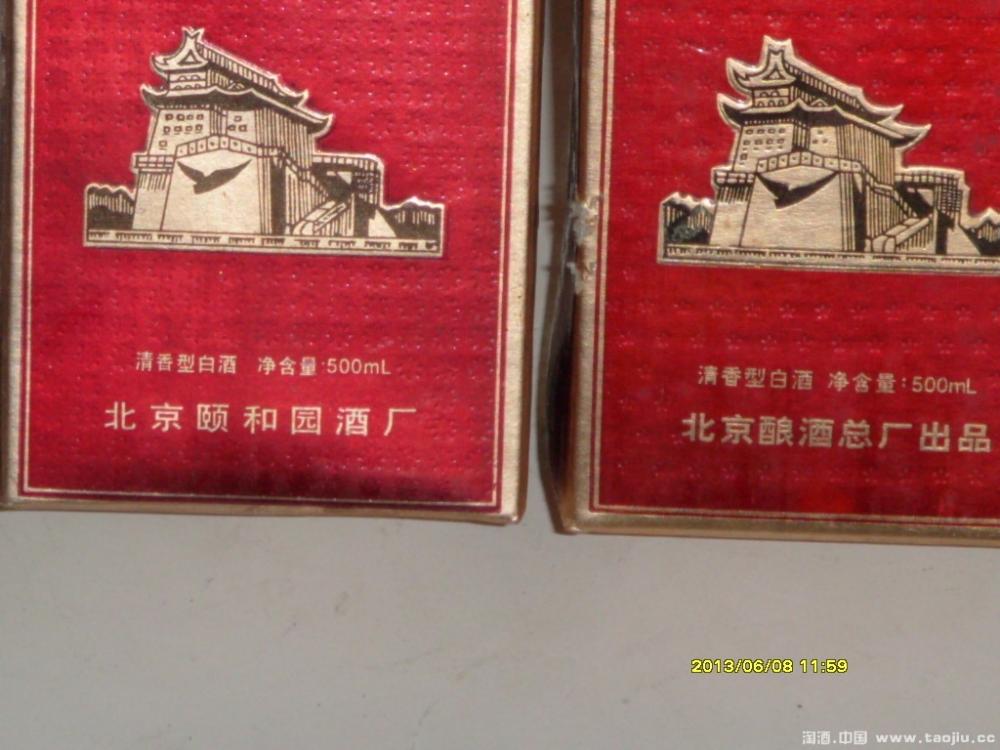 清香型白酒 净含量:500mL
北京颐和园酒厂
清香型白酒 净含量:500mL
北京酿酒总厂出品
2013/06/08 11:59
淘酒.中国 www.taojiu.cc